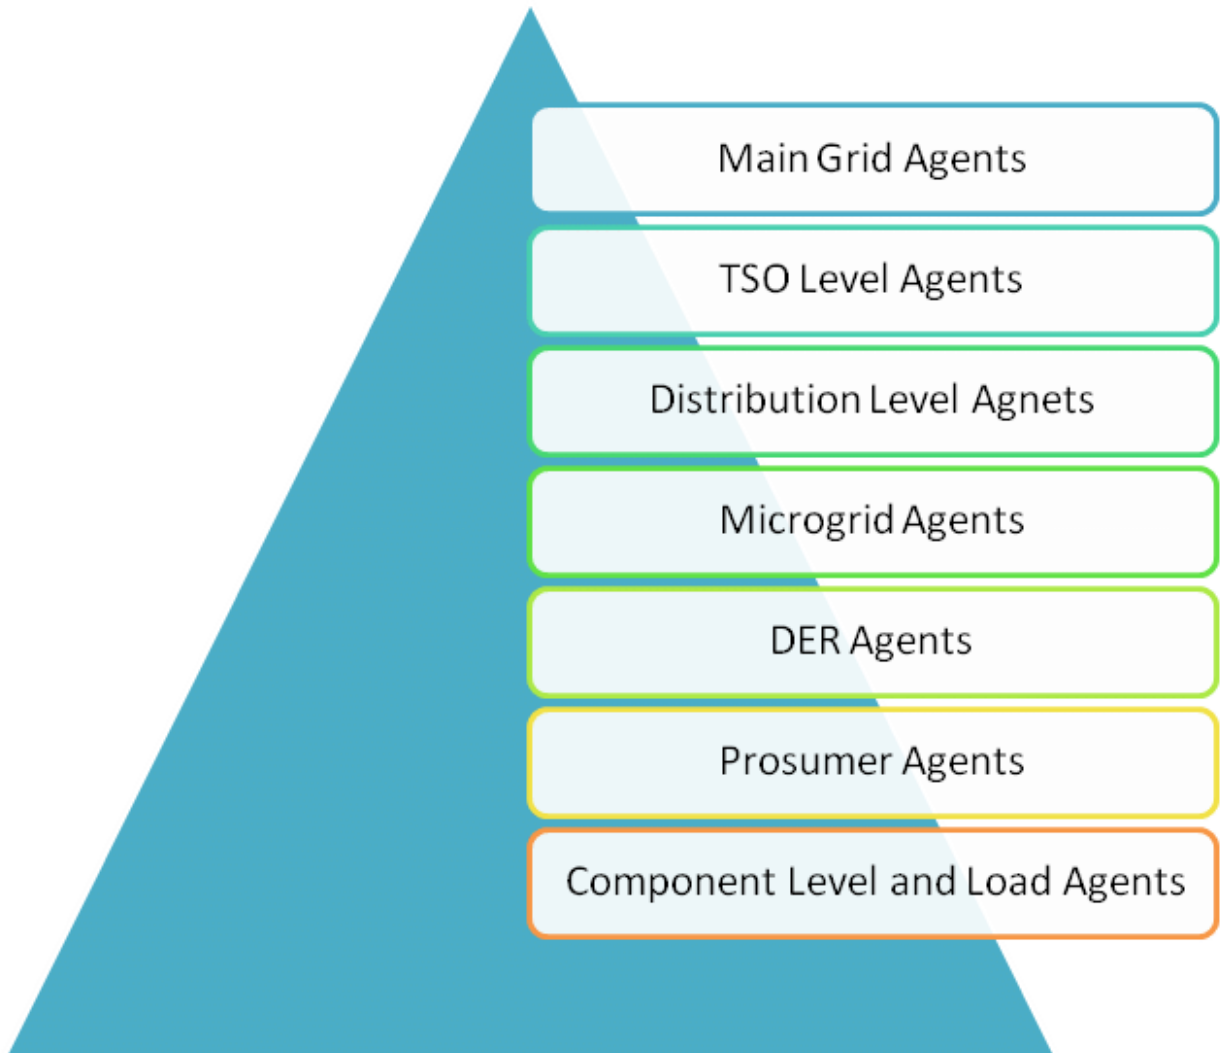 Main Grid Agents
TSO Level Agents
Distribution Level Agnets
Microgrid Agents
DER Agents
Prosumer Agents
Component Level and Load Agents